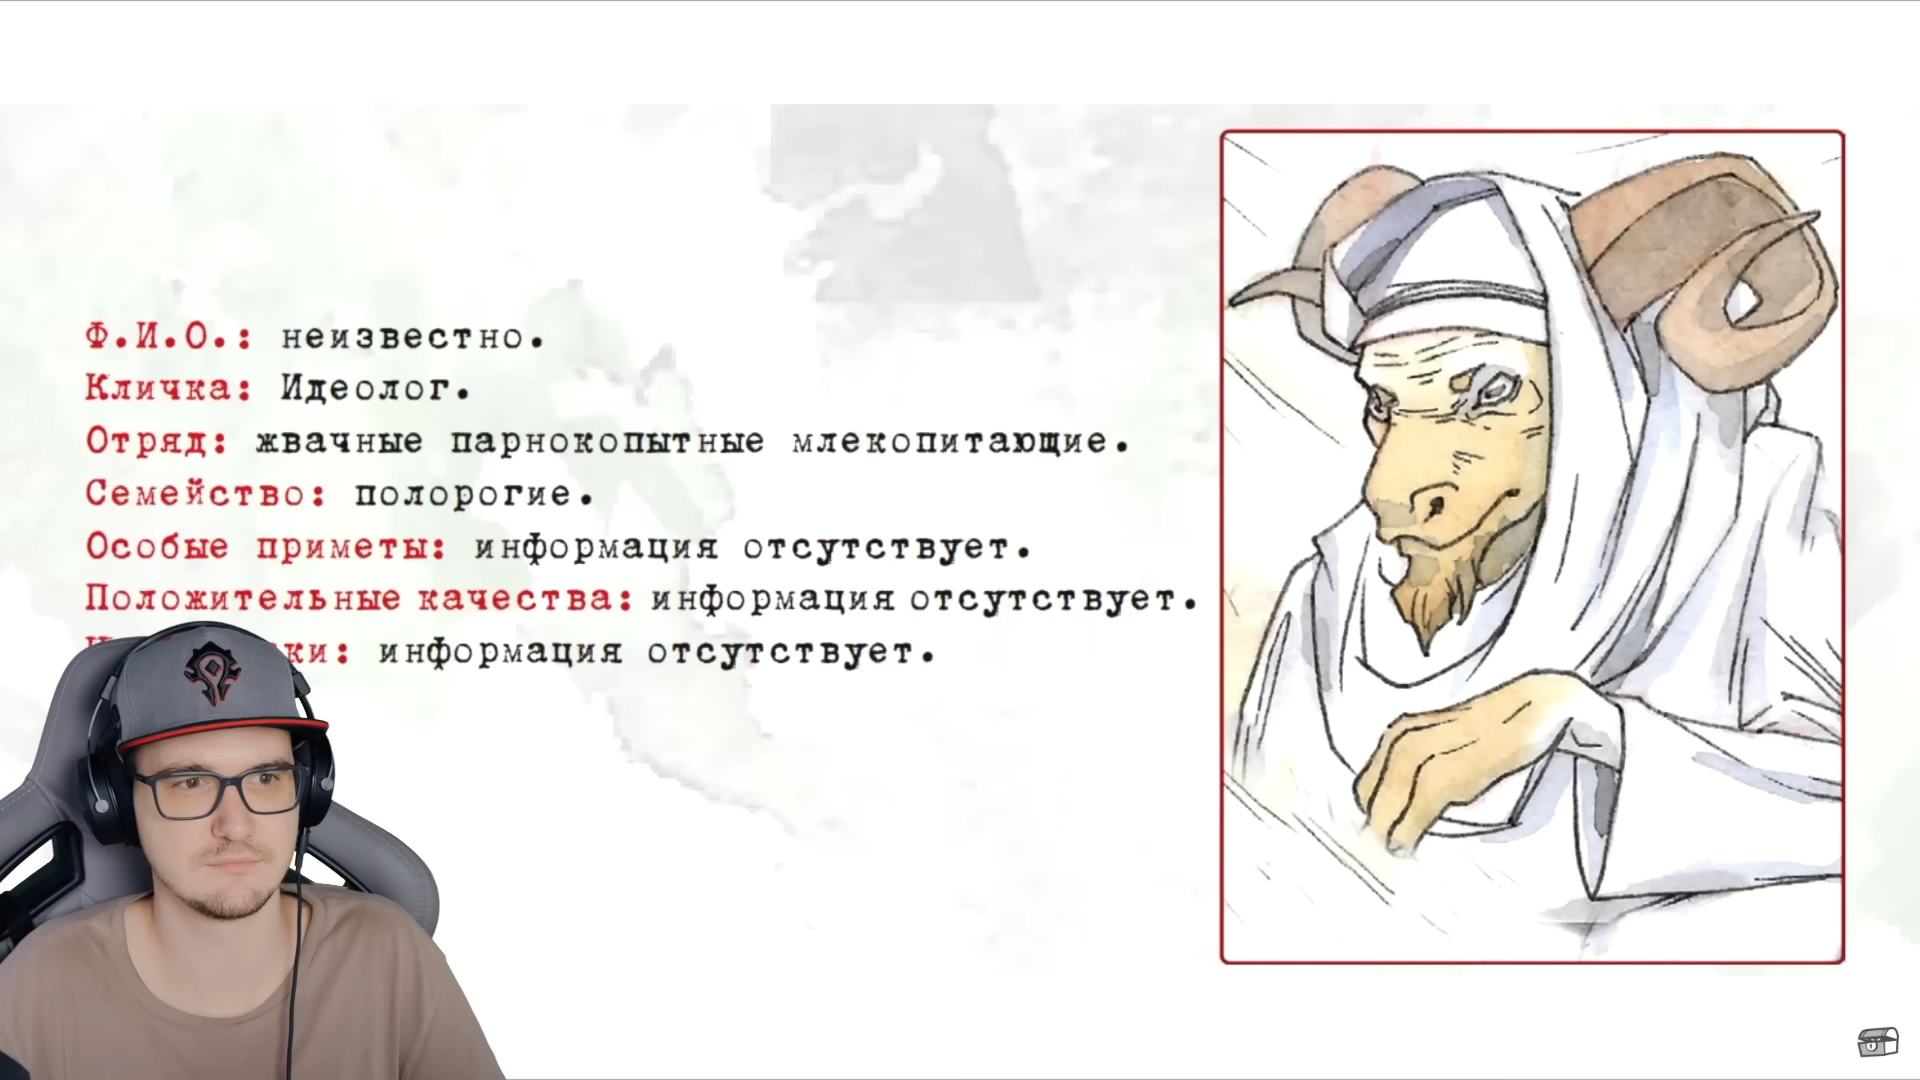 Ф.И.О.: неизвестно.
Кличка: Идеолог.
Отряд: жвачные парнокопытные млекопитающие.
Семейство: полорогие.
Особые приметы: информация отсутствует.
Положительные качества: информация отсутствует.
информация отсутствует.